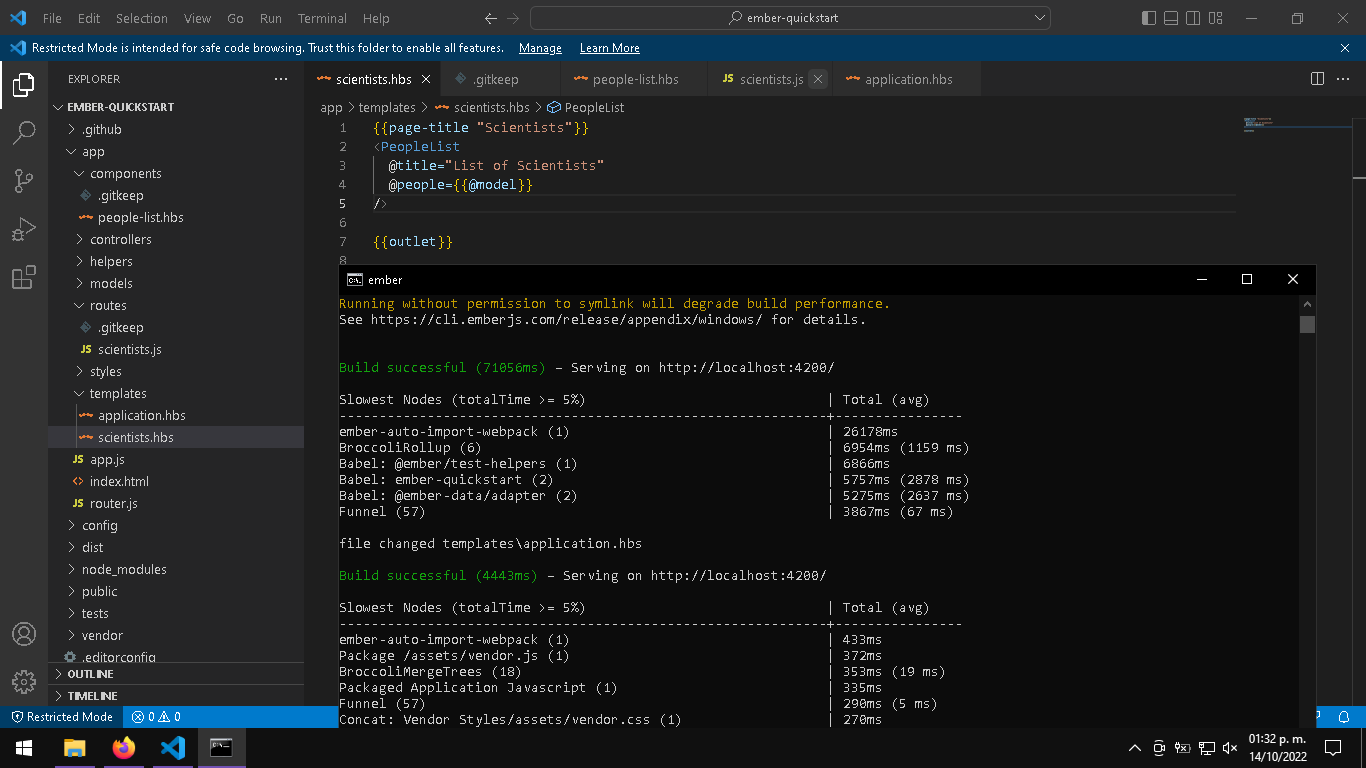 File Edit Selection View Go Run Terminal Help ember-quickstart
Restricted Mode is intended for safe code browsing. Trust this folder to enable all features. Manage Learn More
EXPLORER
EMBER-QUICKSTART
.github
app
components
.gitkeep
people-list.hbs
controllers
helpers
models
routes
.gitkeep
JS scientists.js
styles
templates
application.hbs
scientists.hbs
JS app.js
<> index.html
JS router.js
config
dist
node_modules
public
tests
vendor
.editorconfig
OUTLINE
TIMELINE
scientists.hbs .gitkeep people-list.hbs JS scientists.js application.hbs
app > templates > scientists.hbs > PeopleList
1 {{page-title "Scientists"}}
2 <PeopleList
3 @title="List of Scientists"
4 @people={{@model}}
5 />
6
7 {{outlet}}
8
C:\. ember
Running without permission to symlink will degrade build performance.
See https://cli.emberjs.com/release/appendix/windows/ for details.
Build successful (71056ms) – Serving on http://localhost:4200/
Slowest Nodes (totalTime >= 5%) | Total (avg)
-------------------------------------------------------------+-----------------
ember-auto-import-webpack (1) | 26178ms
BroccoliRollup (6) | 6954ms (1159 ms)
Babel: @ember/test-helpers (1) | 6866ms
Babel: ember-quickstart (2) | 5757ms (2878 ms)
Babel: @ember-data/adapter (2) | 5275ms (2637 ms)
Funnel (57) | 3867ms (67 ms)
file changed templates\application.hbs
Build successful (4443ms) – Serving on http://localhost:4200/
Slowest Nodes (totalTime >= 5%) | Total (avg)
-------------------------------------------------------------+-----------------
ember-auto-import-webpack (1) | 433ms
Package /assets/vendor.js (1) | 372ms
BroccoliMergeTrees (18) | 353ms (19 ms)
Packaged Application Javascript (1) | 335ms
Funnel (57) | 290ms (5 ms)
Concat: Vendor Styles/assets/vendor.css (1) | 270ms
Restricted Mode 0 0
01:32 p. m.
14/10/2022